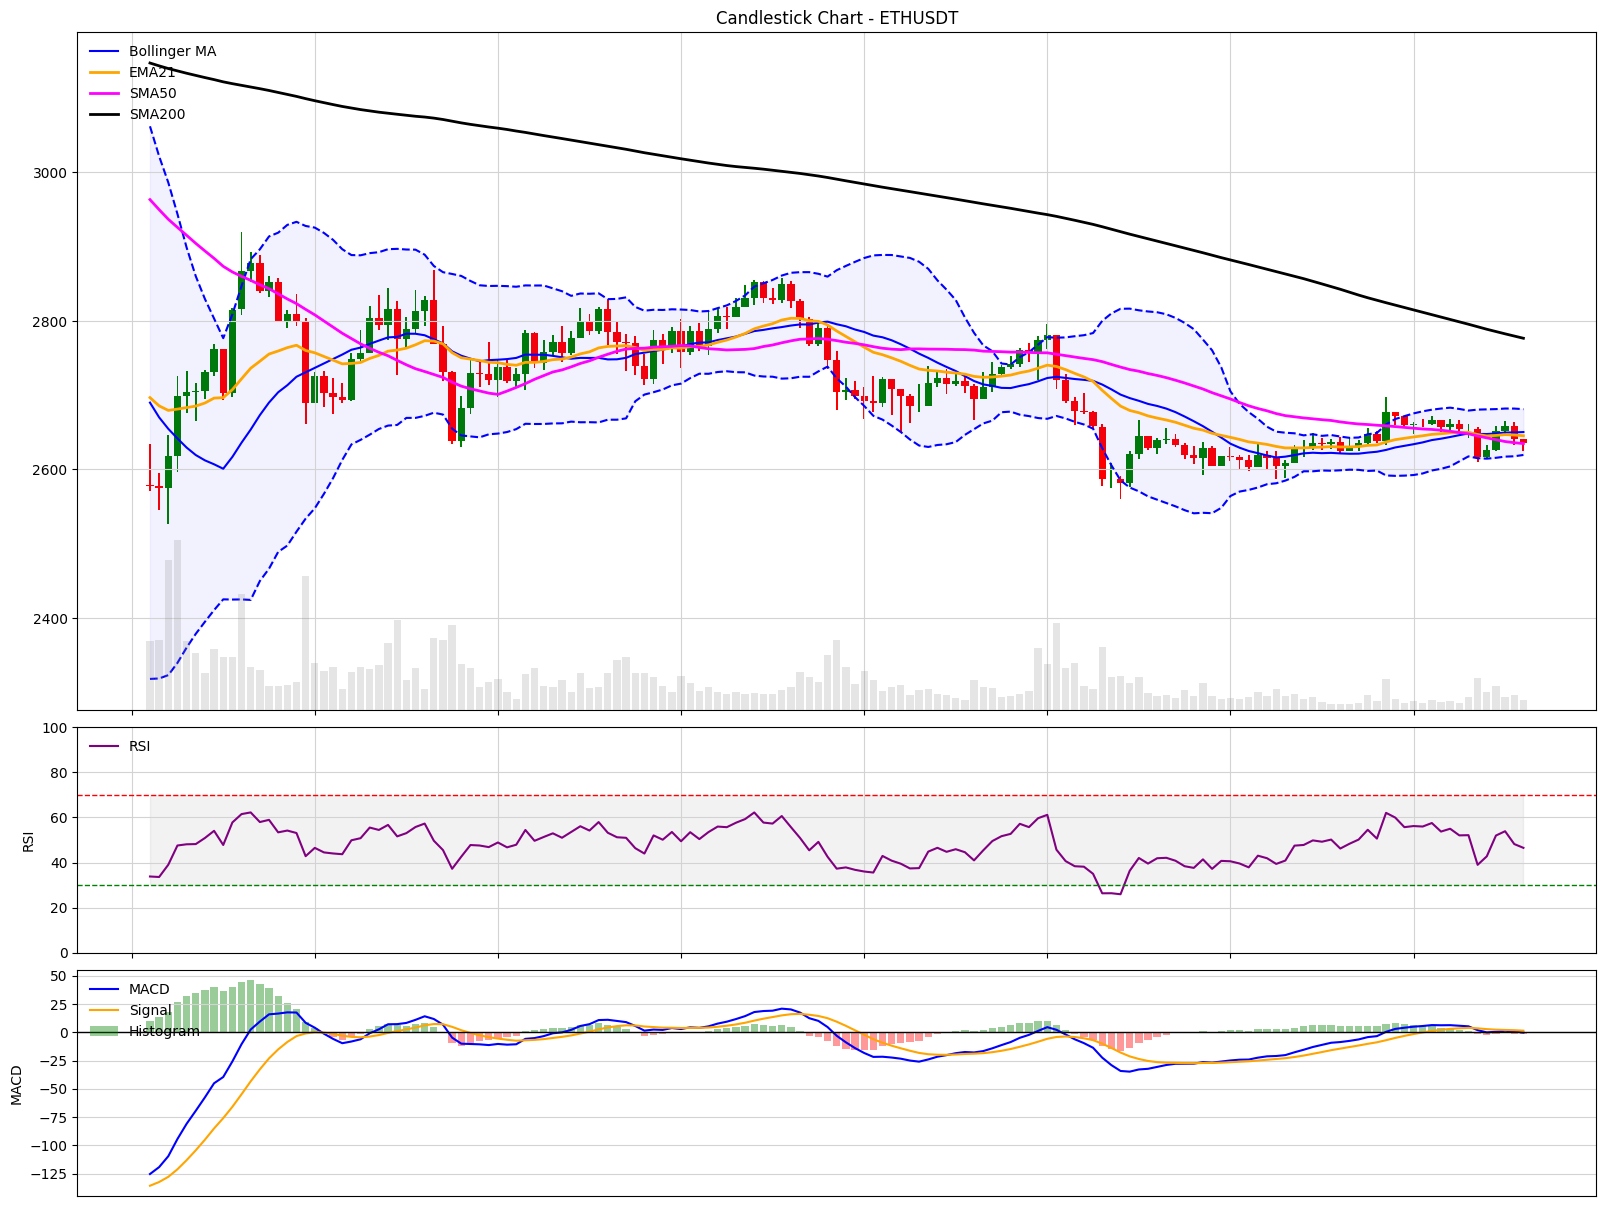 Candlestick Chart - ETHUSDT
Bollinger MA
EMA21
SMA50
SMA200
3000
2800
2600
2400
100
80
60
40
20
0
RSI
RSI
50
25
0
−25
−50
−75
−100
−125
MACD
MACD
Signal
Histogram